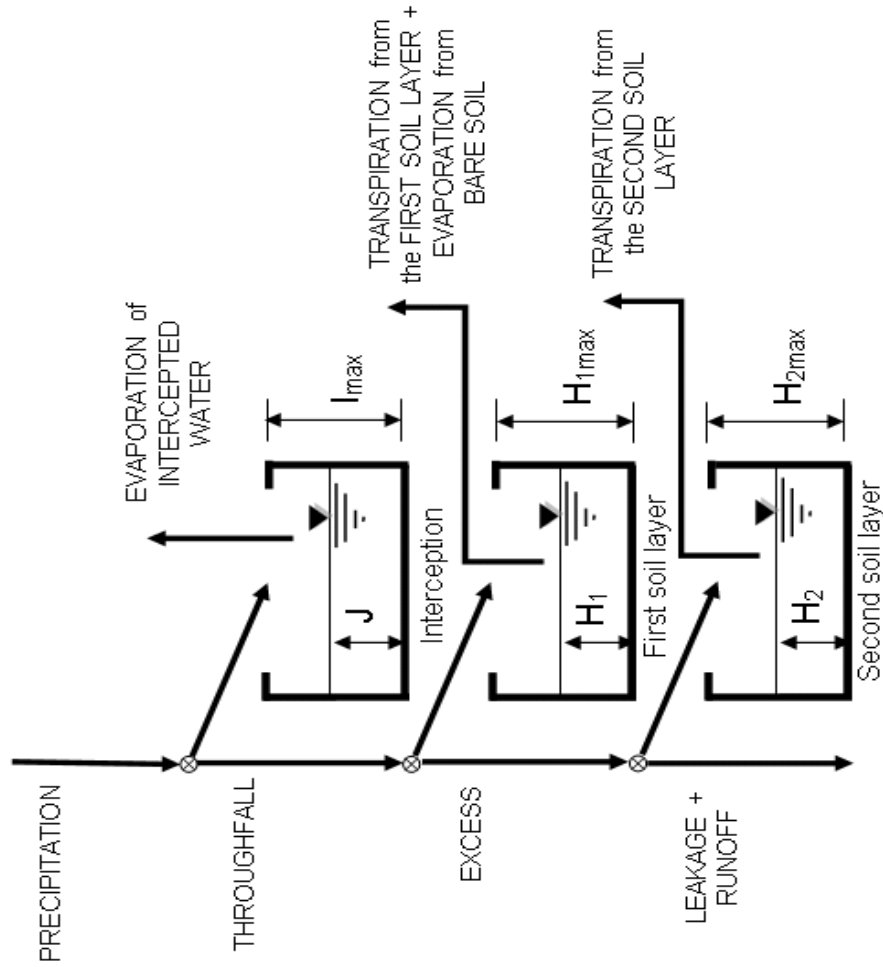 PRECIPITATION
EVAPORATION of
INTERCEPTED
WATER
THROUGHFALL
J
Imax
Interception
TRANSPIRATION from
the FIRST SOIL LAYER +
EVAPORATION from
BARE SOIL
EXCESS
H1
H1max
First soil layer
TRANSPIRATION from
the SECOND SOIL
LAYER
LEAKAGE +
RUNOFF
H2
H2max
Second soil layer